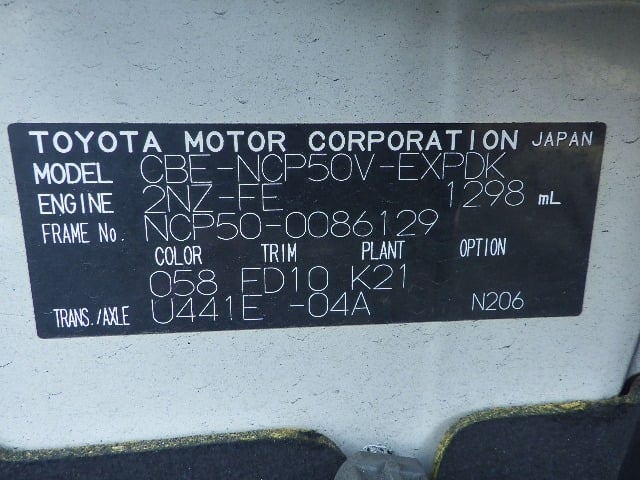 TOYOTA MOTOR CORPORATION JAPAN
MODEL CBE-NCP50V-EXPDK
ENGINE 2NZ-FE 1298 mL
FRAME No. NCP50-0086129
COLOR TRIM PLANT OPTION
058 FD10 K21
TRANS./AXLE U441E -04A N206